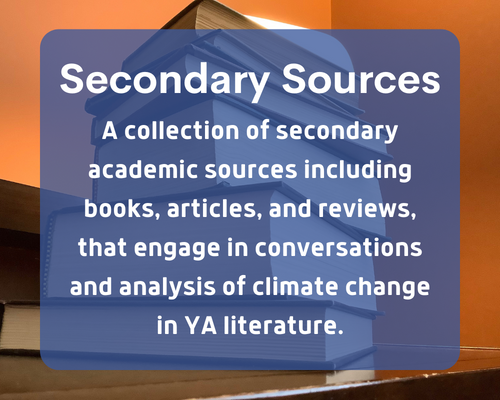 Secondary Sources
A collection of secondary
academic sources including
books, articles, and reviews,
that engage in conversations
and analysis of climate change
in YA literature.